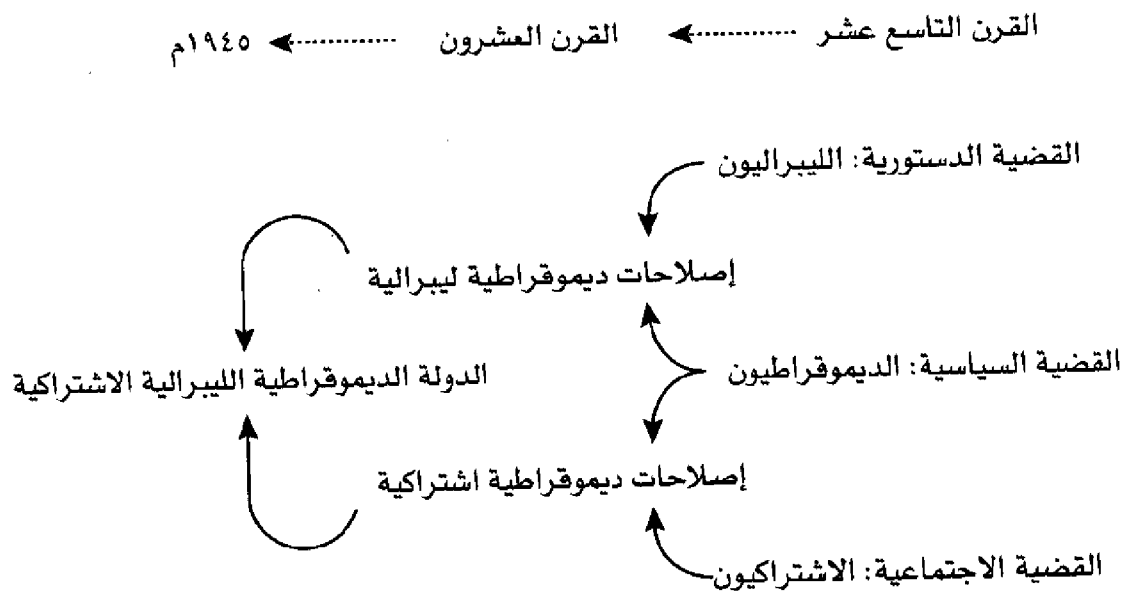 القرن التاسع عشر القرن العشرون ١٩٤٥م
القضية الدستورية: الليبراليون
إصلاحات ديموقراطية ليبرالية
القضية السياسية: الديموقراطيون
الدولة الديموقراطية الليبرالية الاشتراكية
إصلاحات ديموقراطية اشتراكية
القضية الاجتماعية: الاشتراكيون